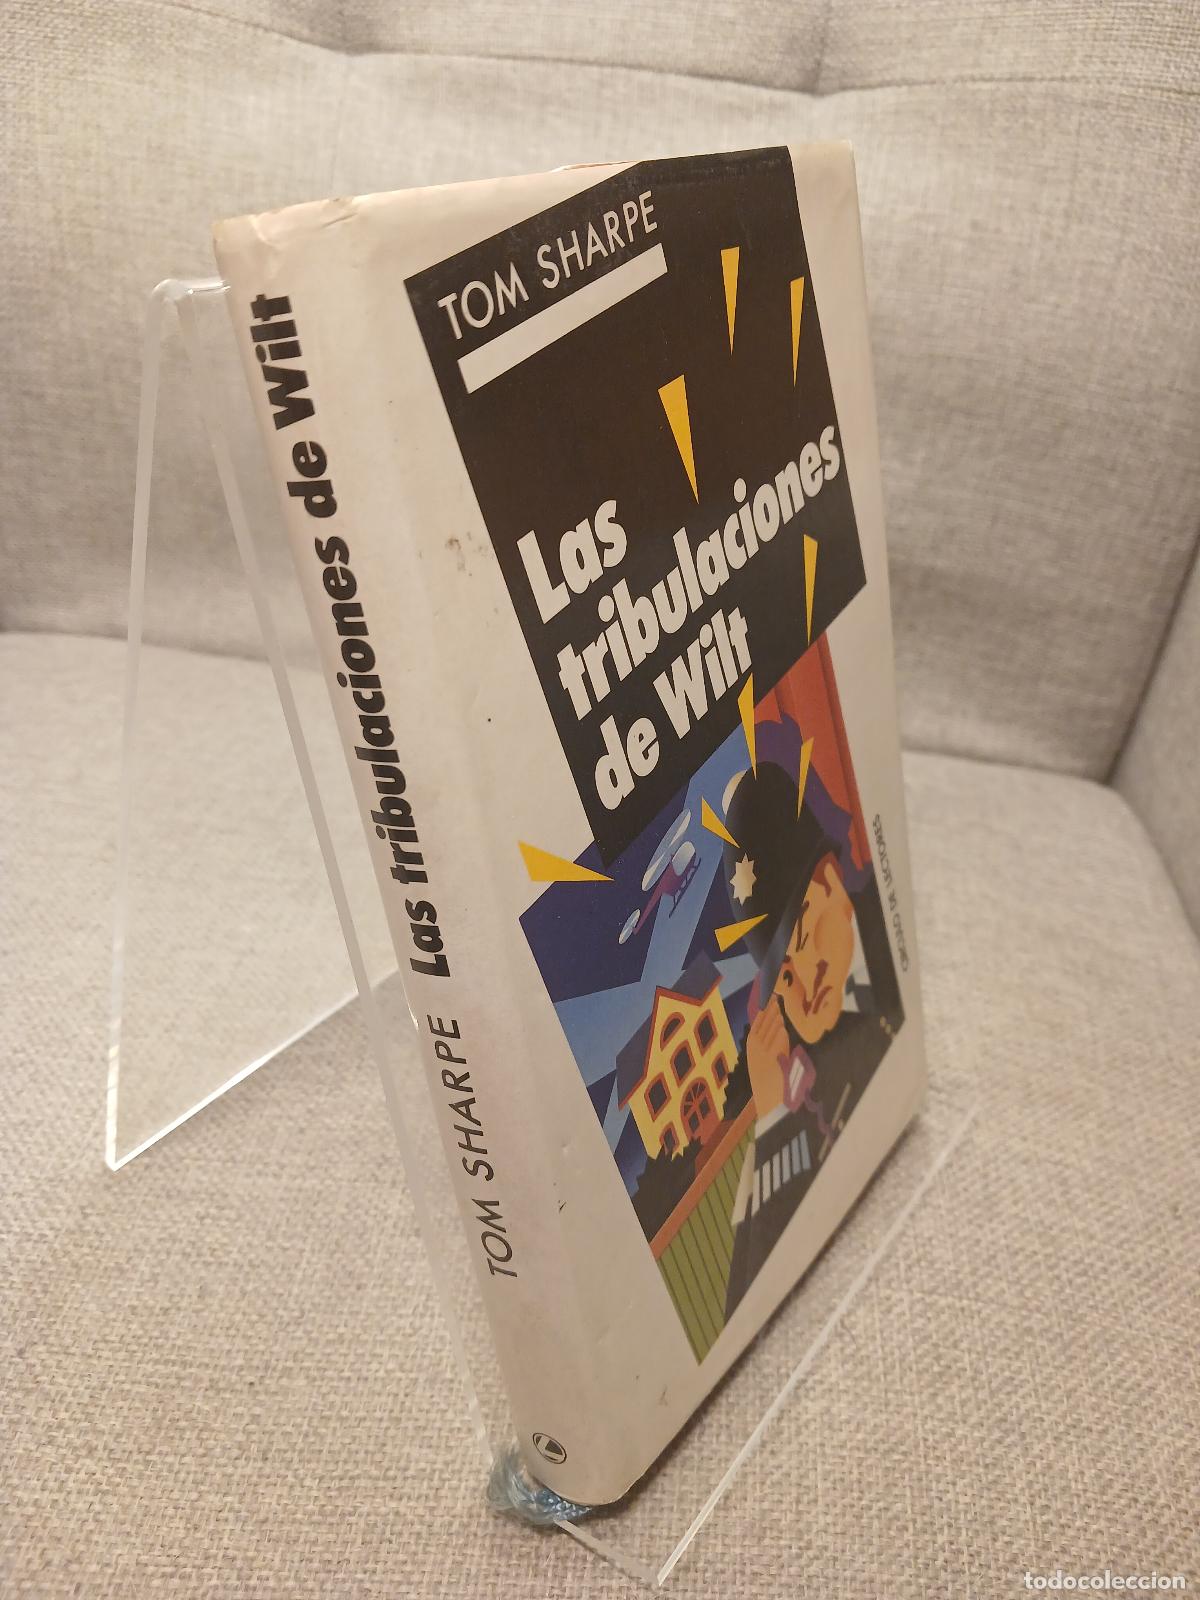 TOM SHARPE
Las
tribulaciones
de Wilt
CÍRCULO DE LECTORES
TOM SHARPE Las tribulaciones de Wilt
L
todocoleccion